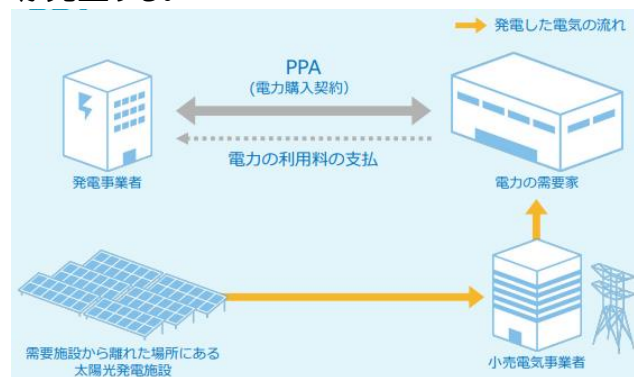 発電した電気の流れ
PPA
(電力購入契約)
電力の利用料の支払
発電事業者
電力の需要家
需要施設から離れた場所にある
太陽光発電施設
小売電気事業者